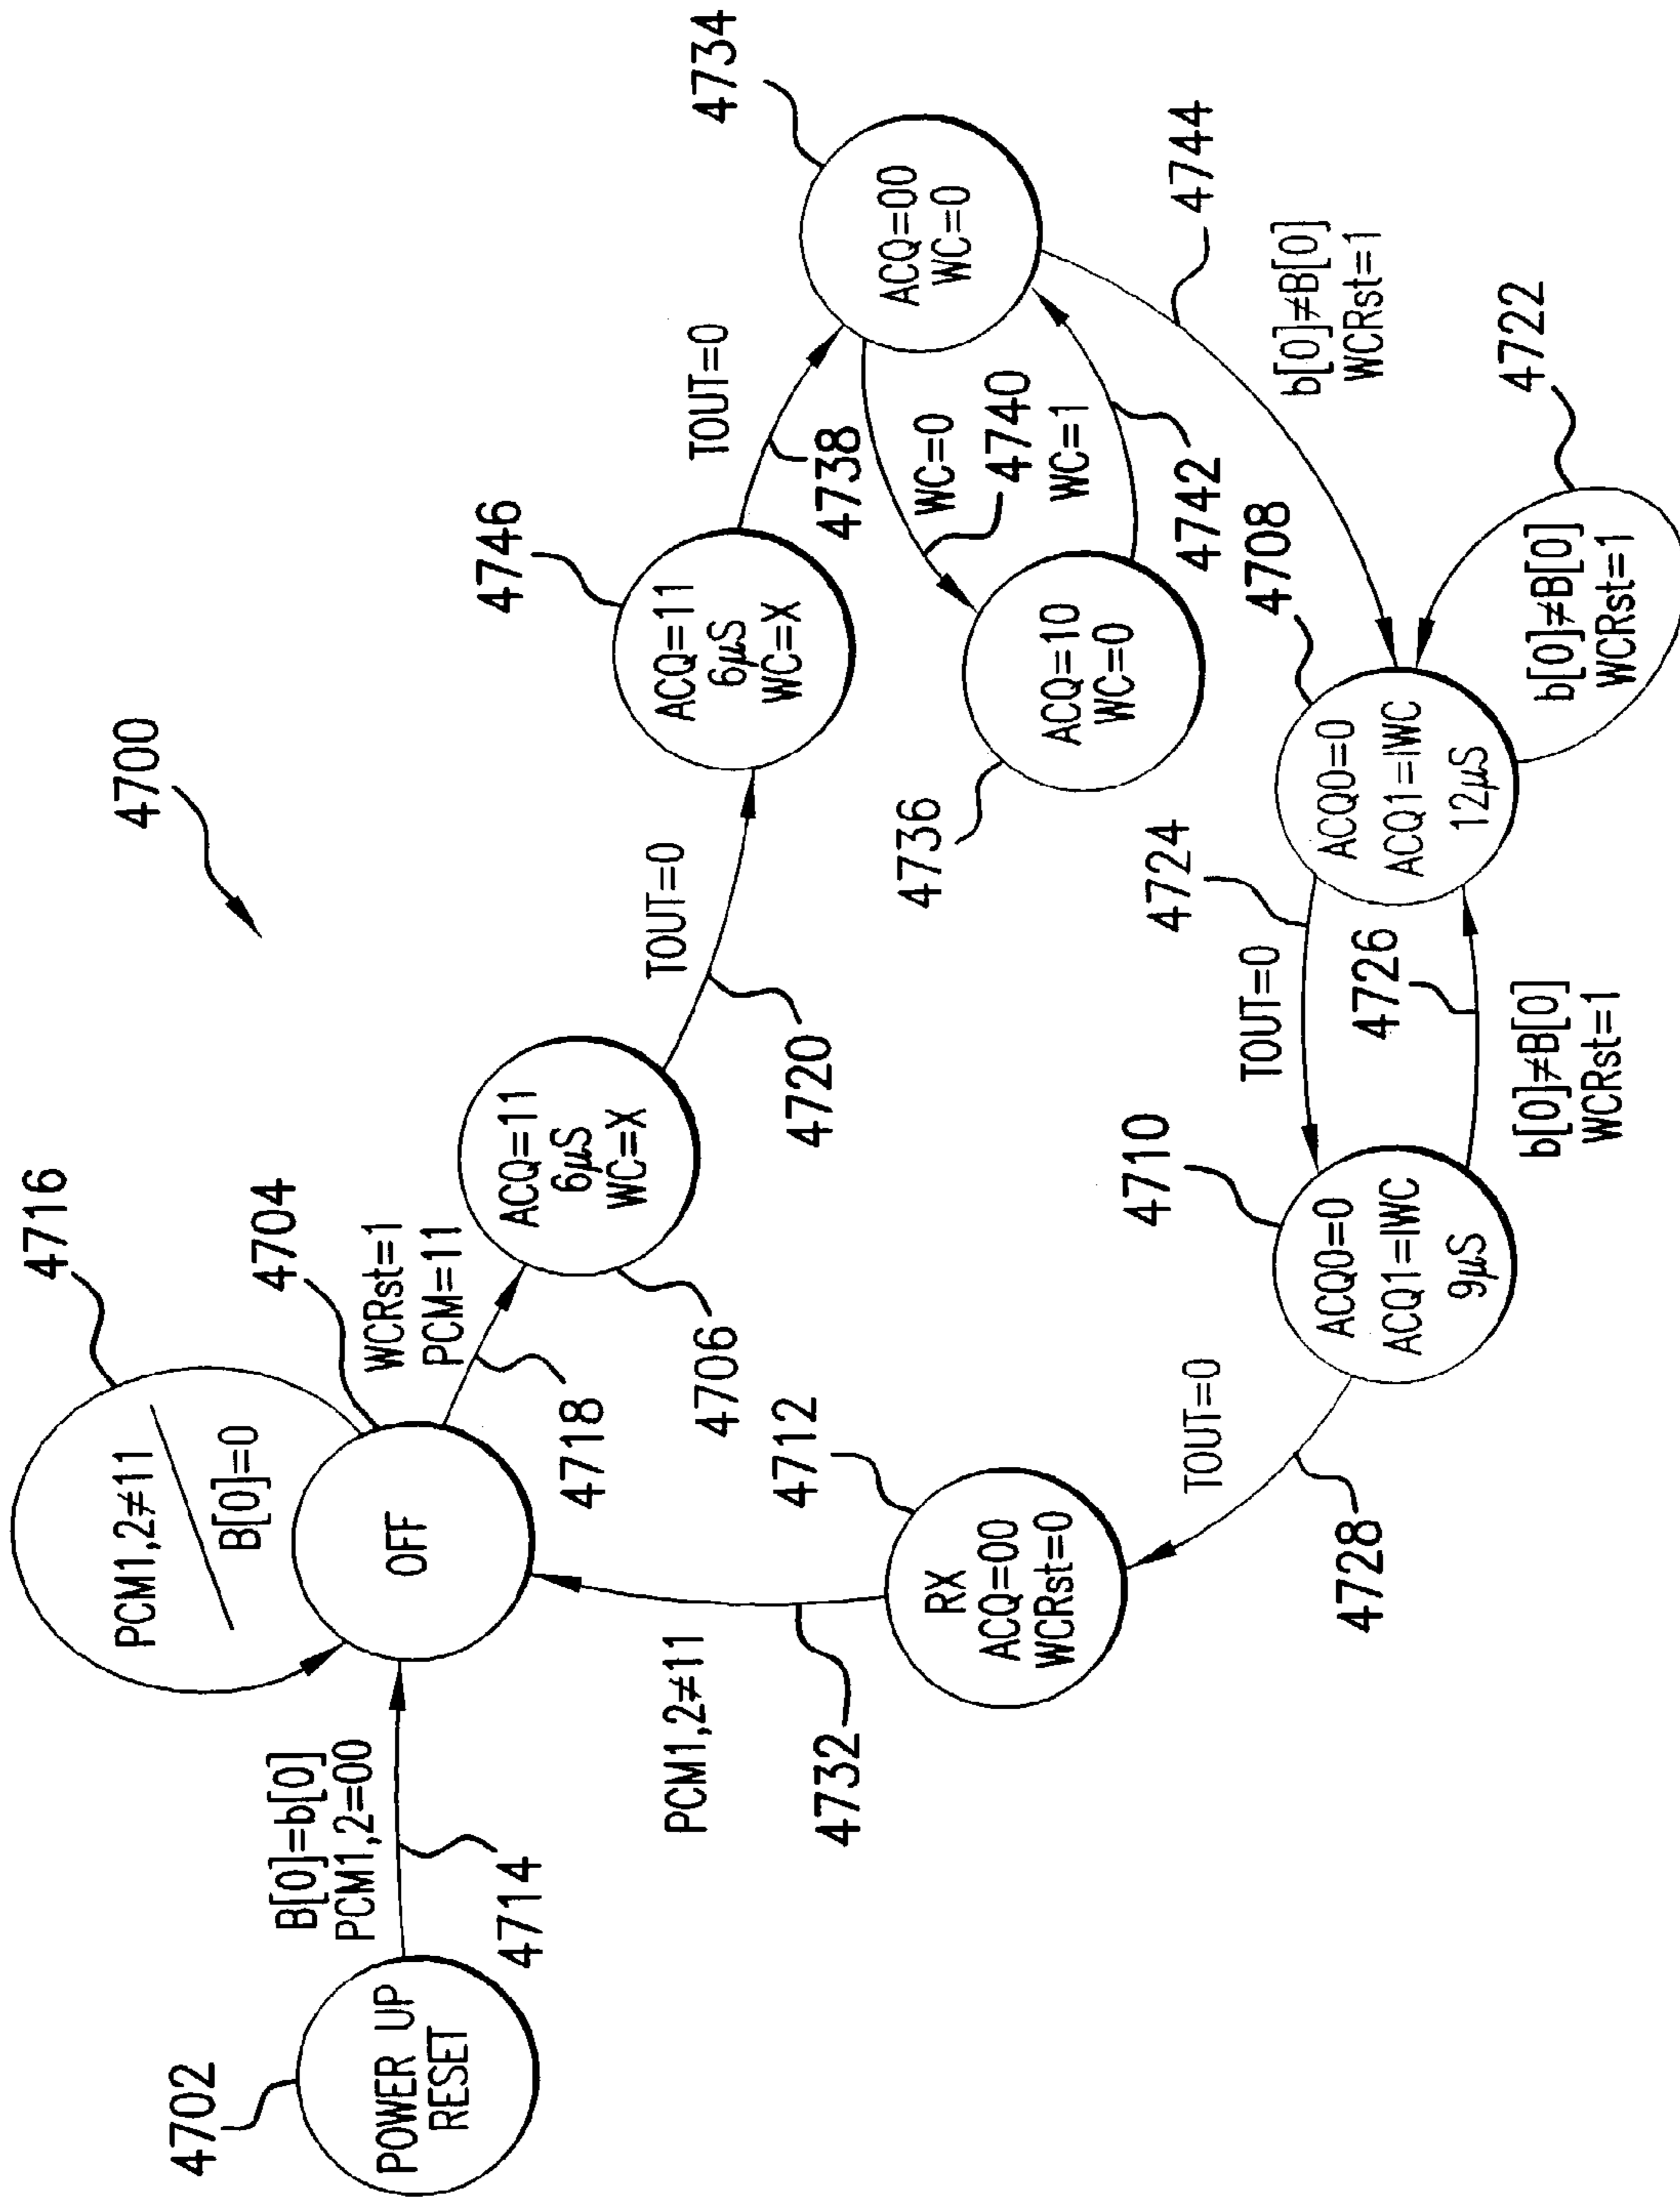 4700
4702
POWER UP
RESET
B[0]=b[0]
PCM1,2=00
4714
4716
PCM1,2≠11
B[0]=0
4704
OFF
WCRst=1
PCM=11
4718
4706
ACQ=11
6µS
WC=X
TOUT=0
4720
4746
ACQ=11
6µS
WC=X
TOUT=0
4738
4734
ACQ=00
WC=0
WC=0
4740
WC=1
4742
4736
ACQ=10
WC=0
4744
b[0]≠B[0]
WCRst=1
4708
ACQ0=0
ACQ1=IWC
12µS
4722
b[0]≠B[0]
WCRst=1
4724
TOUT=0
4726
b[0]≠B[0]
WCRst=1
4710
ACQ0=0
ACQ1=IWC
9µS
TOUT=0
4728
4712
RX
ACQ=00
WCRst=0
PCM1,2≠11
4732